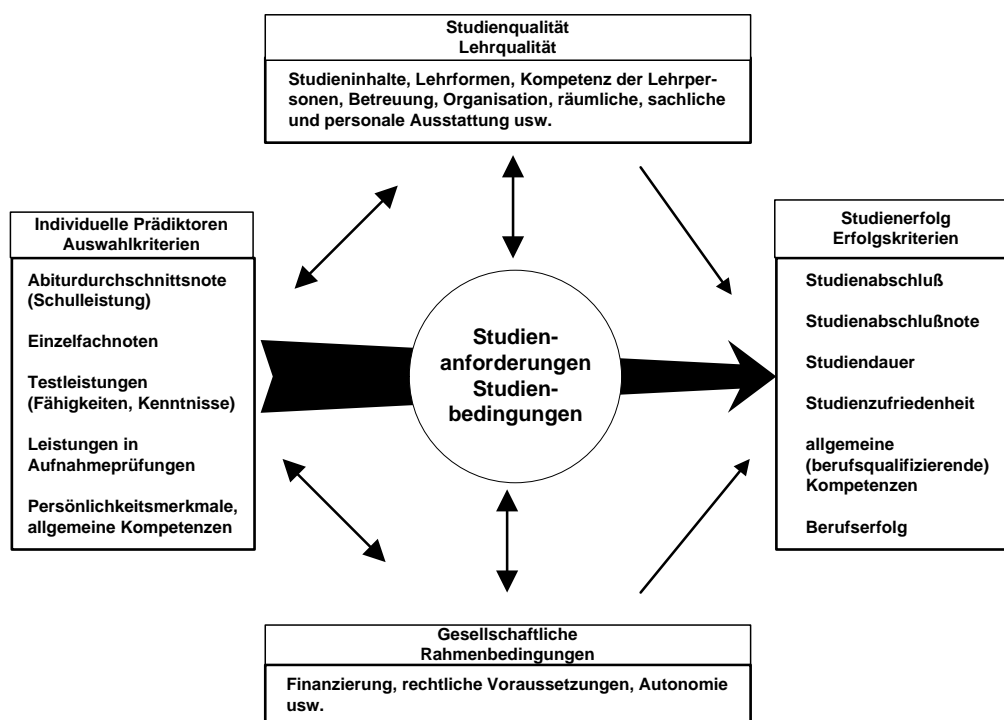 Studienqualität
Lehrqualität
Studieninhalte, Lehrformen, Kompetenz der Lehrper-
sonen, Betreuung, Organisation, räumliche, sachliche
und personale Ausstattung usw.
Individuelle Prädiktoren
Auswahlkriterien
Abiturdurchschnittsnote
(Schulleistung)
Einzelfachnoten
Testleistungen
(Fähigkeiten, Kenntnisse)
Leistungen in
Aufnahmeprüfungen
Persönlichkeitsmerkmale,
allgemeine Kompetenzen
Studien-
anforderungen
Studien-
bedingungen
Studienerfolg
Erfolgskriterien
Studienabschluß
Studienabschlußnote
Studiendauer
Studienzufriedenheit
allgemeine
(berufsqualifizierende)
Kompetenzen
Berufserfolg
Gesellschaftliche
Rahmenbedingungen
Finanzierung, rechtliche Voraussetzungen, Autonomie
usw.